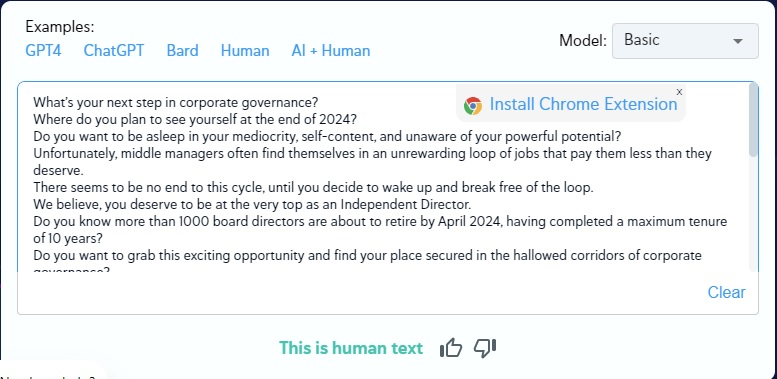 Examples:
GPT4 ChatGPT Bard Human AI + Human
Model: Basic
x
Install Chrome Extension
What's your next step in corporate governance?
Where do you plan to see yourself at the end of 2024?
Do you want to be asleep in your mediocrity, self-content, and unaware of your powerful potential?
Unfortunately, middle managers often find themselves in an unrewarding loop of jobs that pay them less than they
deserve.
There seems to be no end to this cycle, until you decide to wake up and break free of the loop.
We believe, you deserve to be at the very top as an Independent Director.
Do you know more than 1000 board directors are about to retire by April 2024, having completed a maximum tenure
of 10 years?
Do you want to grab this exciting opportunity and find your place secured in the hallowed corridors of corporate
governance?
Clear
This is human text